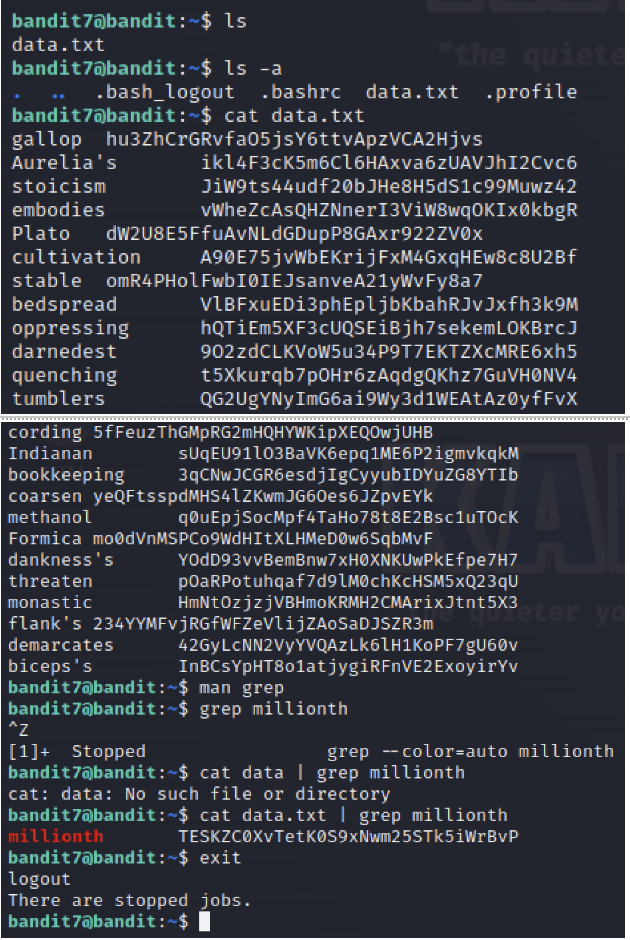 bandit7@bandit:~$ ls
data.txt
bandit7@bandit:~$ ls -a
.  ..  .bash_logout  .bashrc  data.txt  .profile
bandit7@bandit:~$ cat data.txt
gallop  hu3ZhCrGRvfaO5jsY6ttvApzVCA2Hjvs
Aurelia's       ikl4F3cK5m6Cl6HAxva6zUAVJhI2Cvc6
stoicism        JiW9ts44udf20bJHe8H5dS1c99Muwz42
embodies        vWheZcAsQHZNnerI3ViW8wqOKIx0kbgR
Plato   dW2U8E5FfuAvNLdGDupP8GAxr922ZV0x
cultivation     A90E75jvWbEKrijFxM4GxqHEw8c8U2Bf
stable  omR4PHolFwbI0IEJsanveA21yWvFy8a7
bedspread       VlBFxuEDi3phEpljbKbahRJvJxfh3k9M
oppressing      hQTiEm5XF3cUQSEiBjh7sekemLOKBrcJ
darnedest       9O2zdCLKVoW5u34P9T7EKTZXcMRE6xh5
quenching       t5Xkurqb7pOHr6zAqdgQKhz7GuVH0NV4
tumblers        QG2UgYNyImG6ai9Wy3d1WEAtAz0yfFvX
cording 5fFeuzThGMpRG2mHQHYWKipXEQOwjUHB
Indianan        sUqEU91lO3BaVK6epq1ME6P2igmvkqkM
bookkeeping     3qCNwJCGR6esdjIgCyyubIDYuZG8YTIb
coarsen yeQFtsspdMHS4lZKwmJG6Oes6JZpvEYk
methanol        q0uEpjSocMpf4TaHo78t8E2Bsc1uTOcK
Formica mo0dVnMSPCo9WdHItXLHMeD0w6SqbMvF
dankness's      YOdD93vvBemBnw7xH0XNKUwPkEfpe7H7
threaten        pOaRPotuhqaf7d9lM0chKcHSM5xQ23qU
monastic        HmNtOzjzjVBHmoKRMH2CMArixJtnt5X3
flank's 234YYMFvjRGfWFZeVlijZAoSaDJSZR3m
demarcates      42GyLcNN2VyYVQAzLk6lH1KoPF7gU60v
biceps's        InBCsYpHT8o1atjygiRFnVE2ExoyirYv
bandit7@bandit:~$ man grep
bandit7@bandit:~$ grep millionth
^Z
[1]+  Stopped                 grep --color=auto millionth
bandit7@bandit:~$ cat data | grep millionth
cat: data: No such file or directory
bandit7@bandit:~$ cat data.txt | grep millionth
millionth       TESKZC0XvTetK0S9xNwm25STk5iWrBvP
bandit7@bandit:~$ exit
logout
There are stopped jobs.
bandit7@bandit:~$